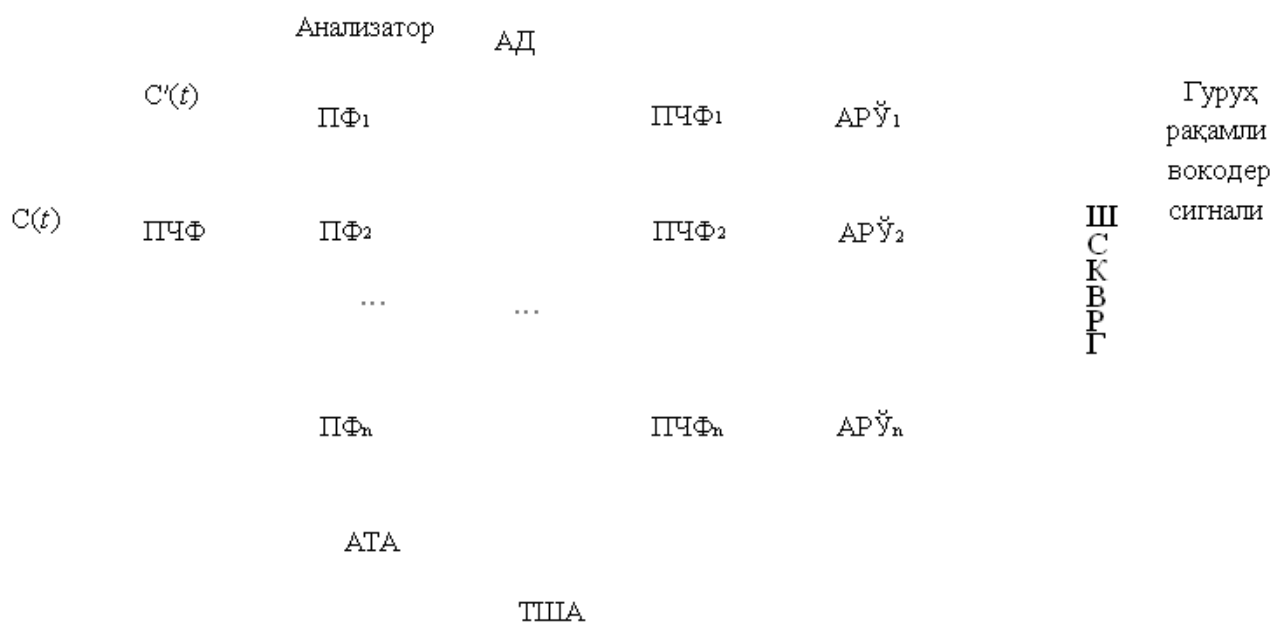 Анализатор АД
С'(t) ПФ₁ ПЧФ₁ АРЎ₁
Гуруҳ
рақамли
вокодер
сигнали
С(t) ПЧФ ПФ₂ ПЧФ₂ АРЎ₂
Ш
С
К
В
Р
Г
... ...
ПФₙ ПЧФₙ АРЎₙ
АТА
ТША